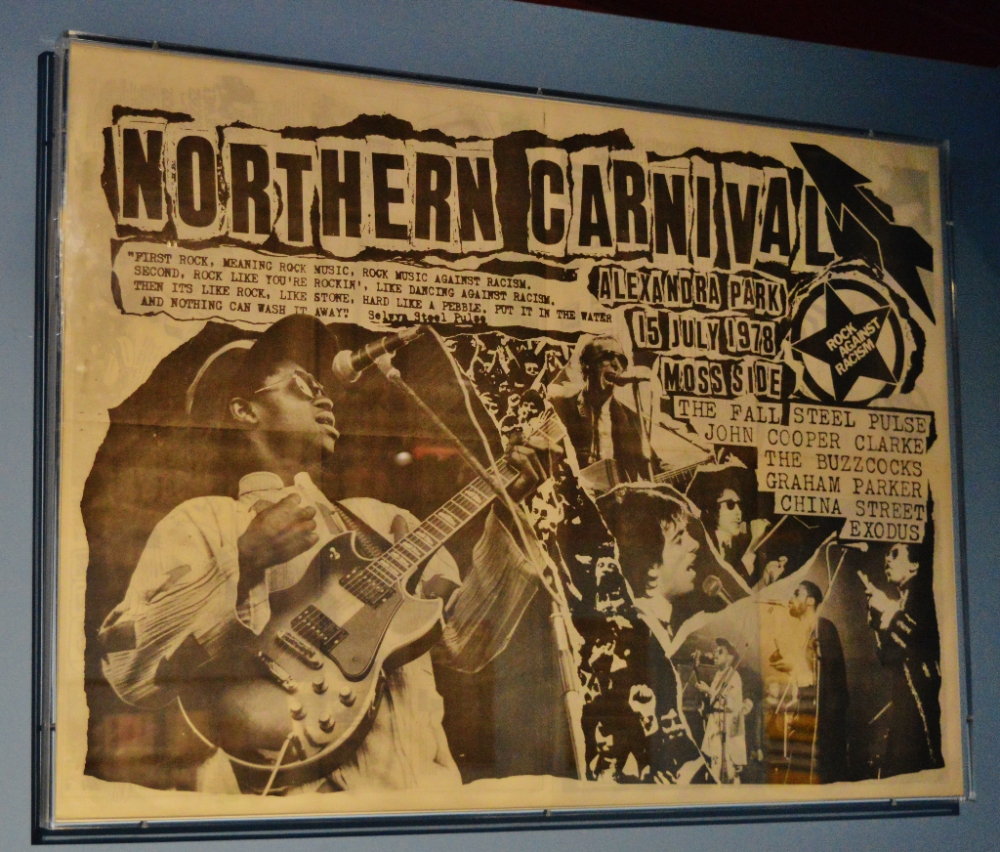 NORTHERN CARNIVAL
"FIRST ROCK, MEANING ROCK MUSIC, ROCK MUSIC AGAINST RACISM.
SECOND, ROCK LIKE YOU'RE ROCKIN', LIKE DANCING AGAINST RACISM.
THEN ITS LIKE ROCK, LIKE STONE, HARD LIKE A PEBBLE. PUT IT IN THE WATER
AND NOTHING CAN WASH IT AWAY" Selwyn Steel Pulse
ALEXANDRA PARK
15 JULY 1978
MOSS SIDE
ROCK
AGAINST
RACISM
THE FALL STEEL PULSE
JOHN COOPER CLARKE
THE BUZZCOCKS
GRAHAM PARKER
CHINA STREET
EXODUS